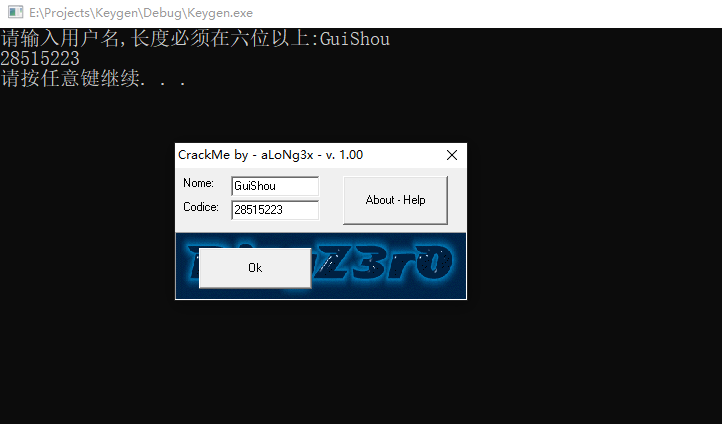 E:\Projects\Keygen\Debug\Keygen.exe
请输入用户名,长度必须在六位以上:GuiShou
28515223
请按任意键继续. . .
CrackMe by - aLoNg3x - v. 1.00
Nome: GuiShou
Codice: 28515223
About - Help
Ok